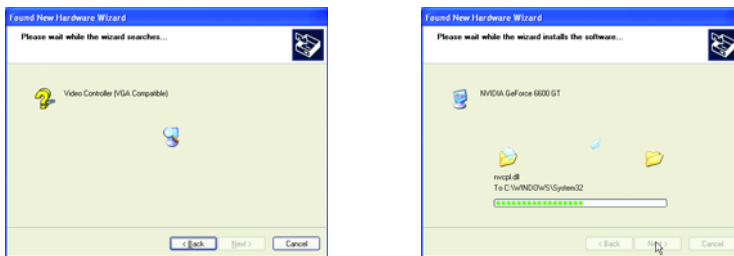 Found New Hardware Wizard
Please wait while the wizard searches...
Video Controller (VGA Compatible)
< Back
Next >
Cancel
Found New Hardware Wizard
Please wait while the wizard installs the software...
NVIDIA GeForce 6600 GT
nvcpl.dll
To C:\WINDOWS\System32
< Back
Next >
Cancel